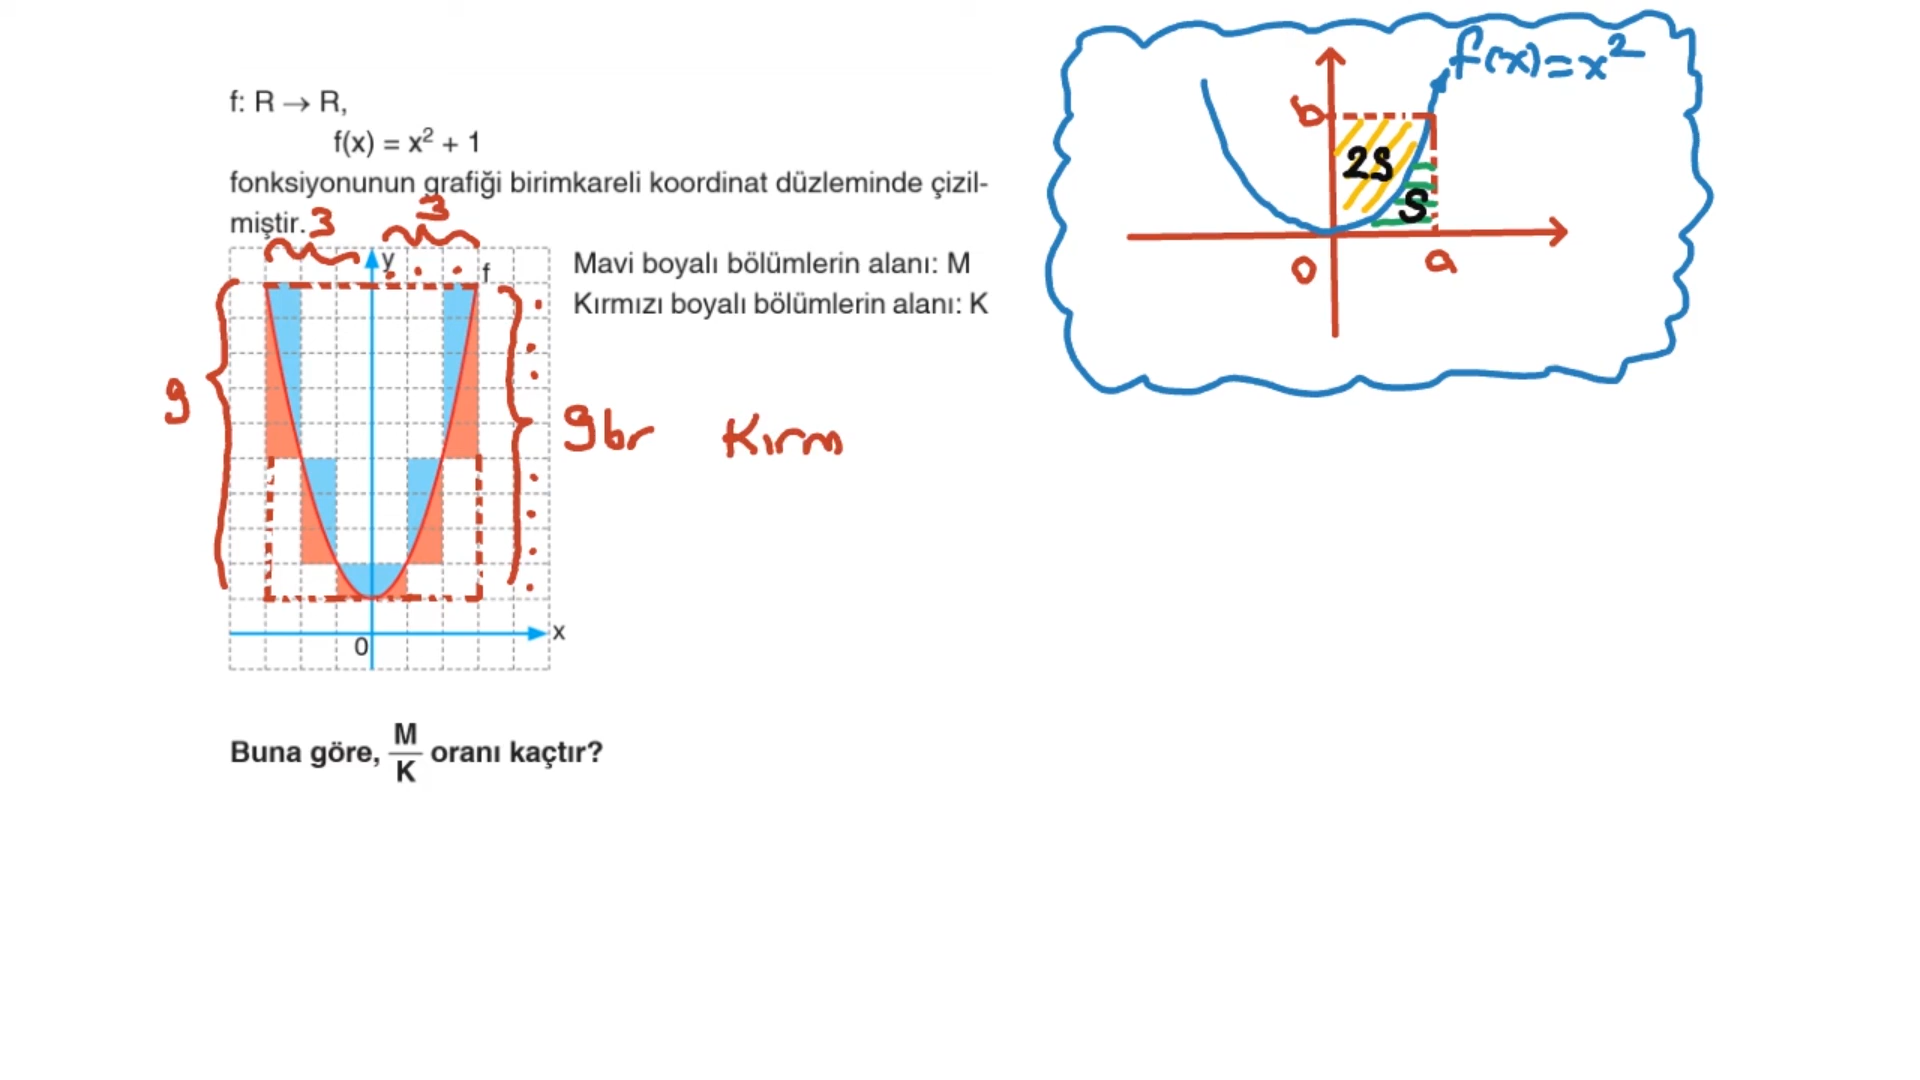 f: R → R,
f(x) = x² + 1
fonksiyonunun grafiği birimkareli koordinat düzleminde çizil-
miştir.
3
3
y
f
Mavi boyalı bölümlerin alanı: M
Kırmızı boyalı bölümlerin alanı: K
9
9br
Kırm
x
0
Buna göre, M/K oranı kaçtır?
f(x)=x²
b
2S
S
0
a